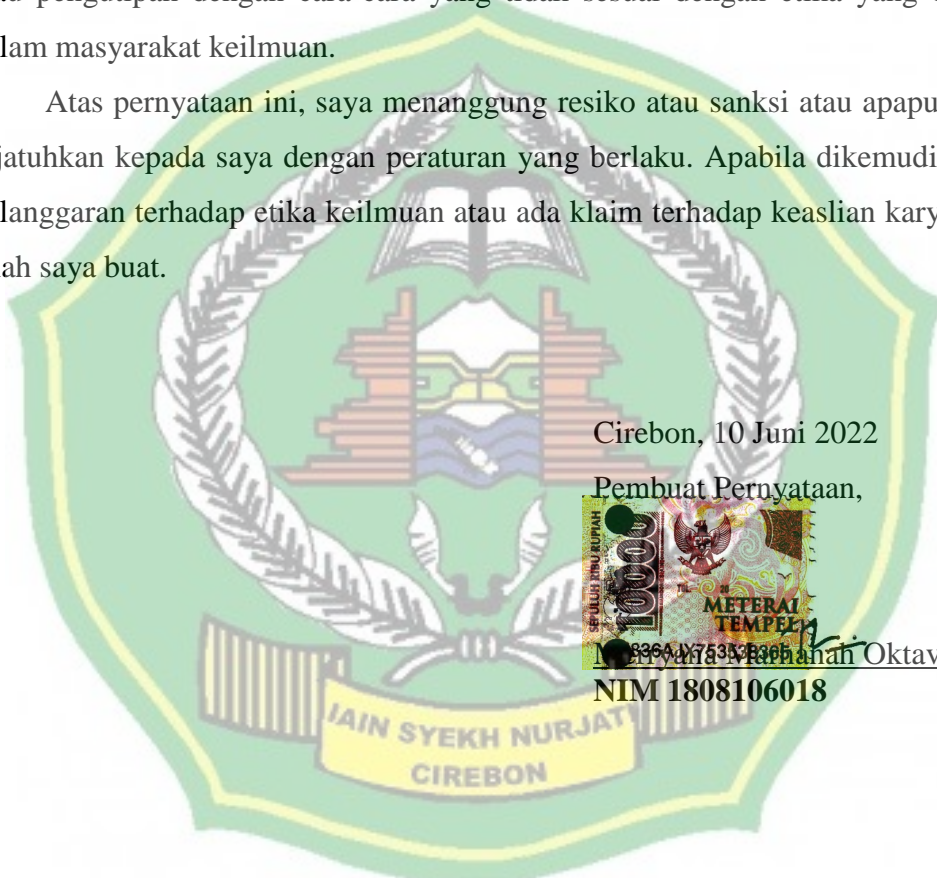 pengutipan dengan cara-cara yang tidak sesuai dengan etika yang
lam masyarakat keilmuan.
Atas pernyataan ini, saya menanggung resiko atau sanksi atau apapu
jatuhkan kepada saya dengan peraturan yang berlaku. Apabila dikemudi
langgaran terhadap etika keilmuan atau ada klaim terhadap keaslian kary
ah saya buat.
Cirebon, 10 Juni 2022
Pembuat Pernyataan,
SEPULUH RIBU RUPIAH
10000
TGL. 20
METERAI
TEMPEL
Oktav
NIM 1808106018
IAIN SYEKH NURJATI
CIREBON